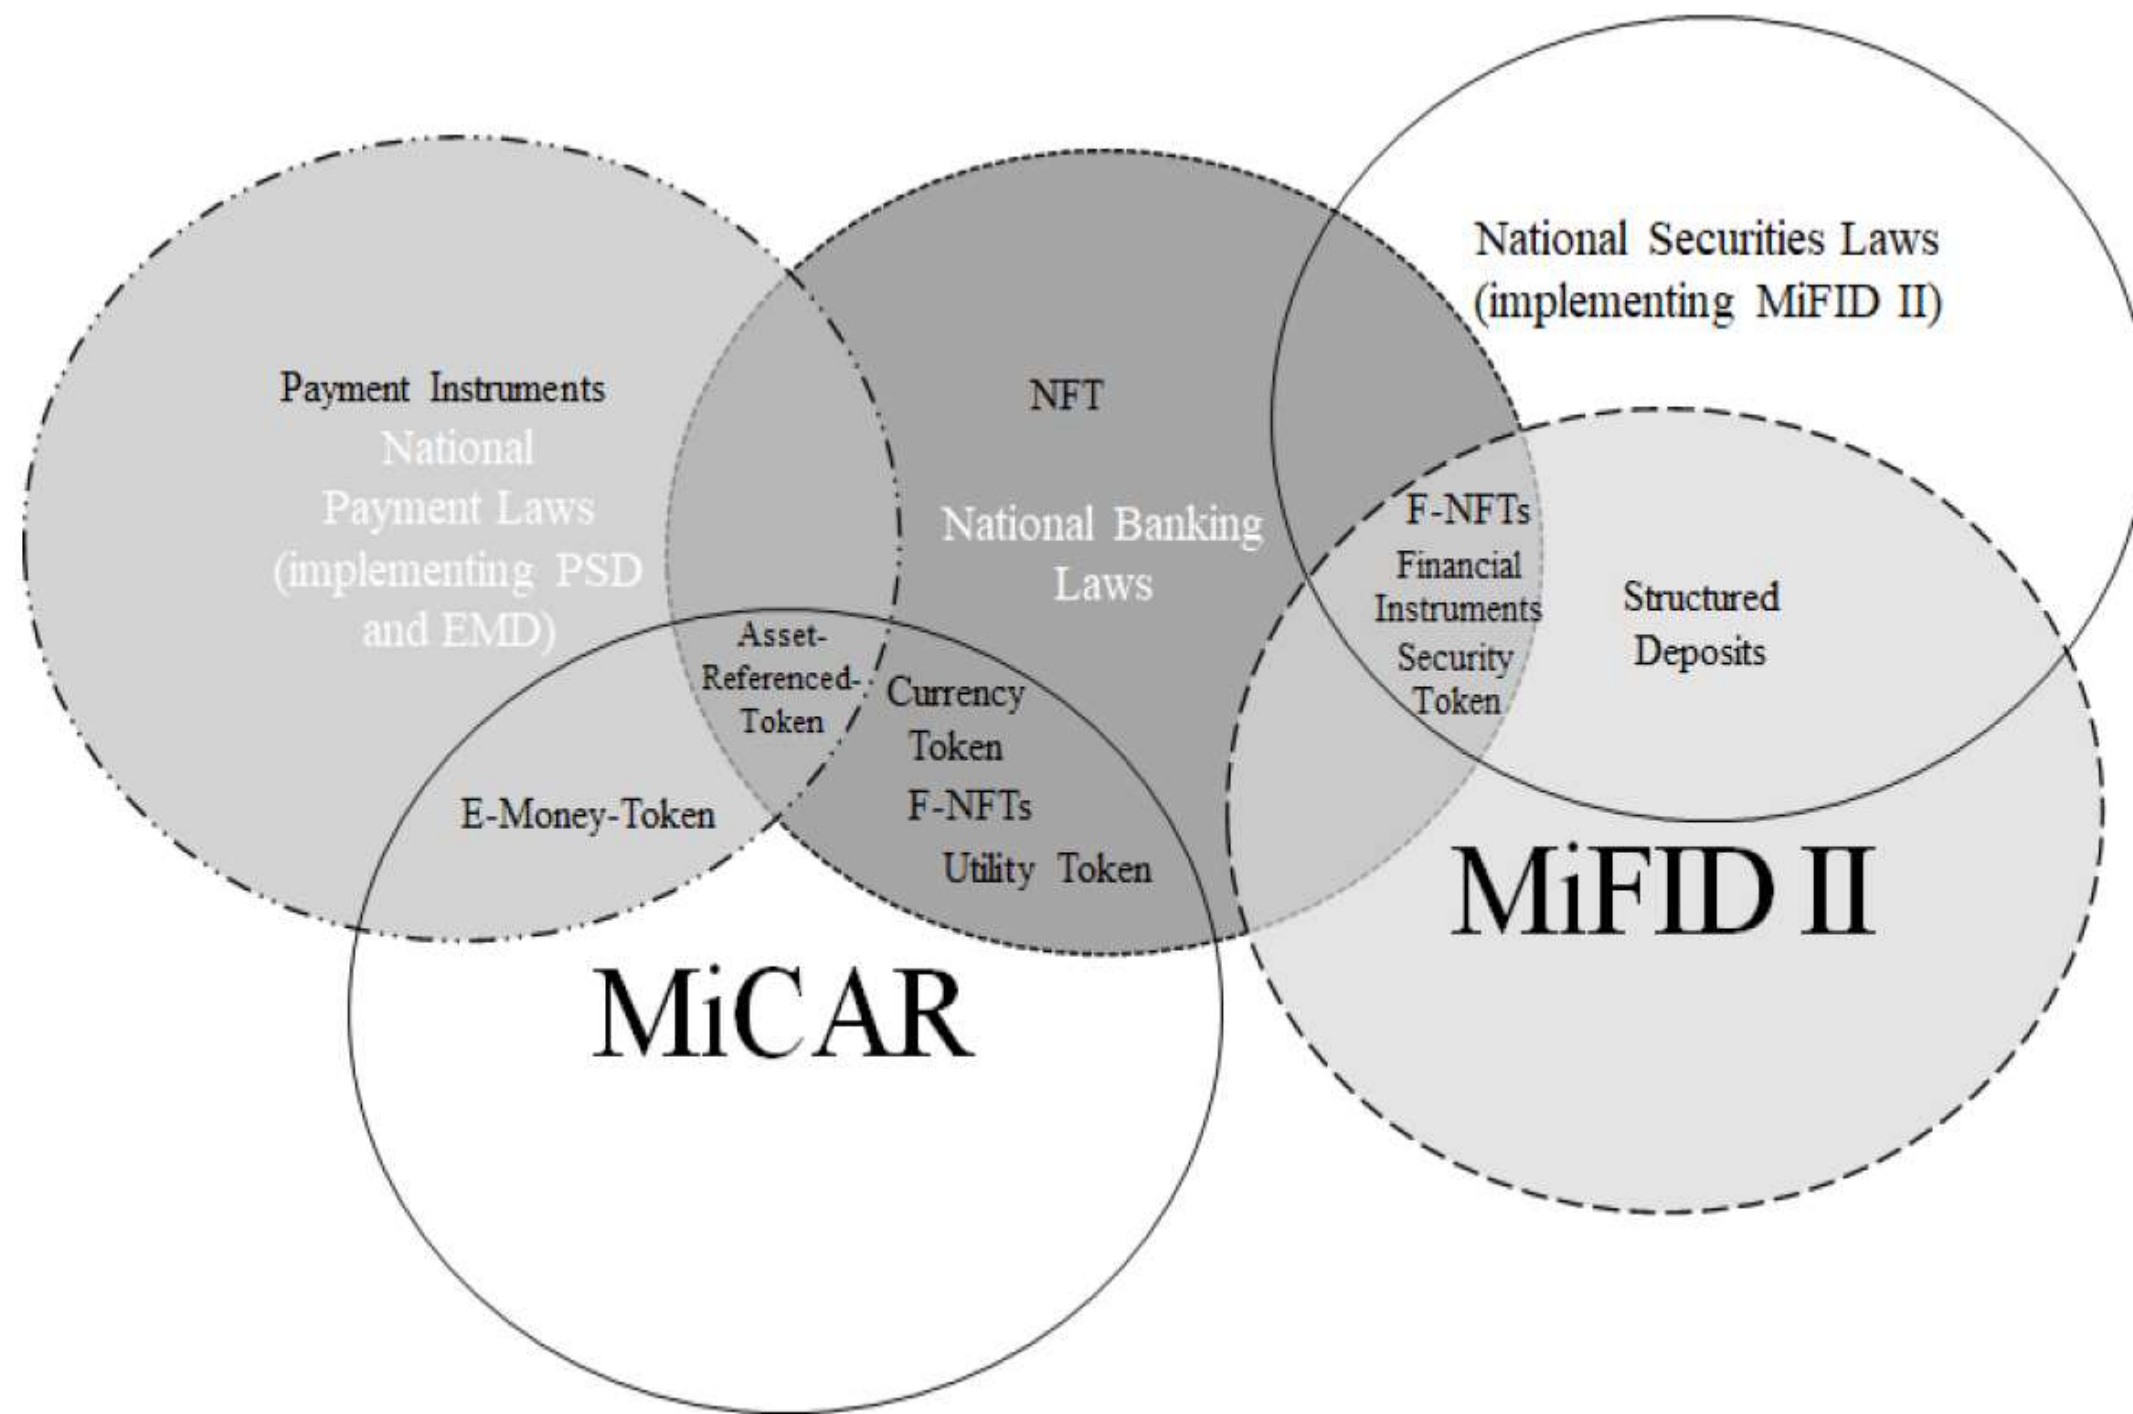 National Securities Laws
(implementing MiFID II)
Payment Instruments
National
Payment Laws
(implementing PSD
and EMD)
NFT
National Banking
Laws
F-NFTs
Financial
Instruments
Security
Token
Structured
Deposits
Asset-
Referenced-
Token
Currency
Token
F-NFTs
Utility Token
E-Money-Token
MiFID II
MiCAR